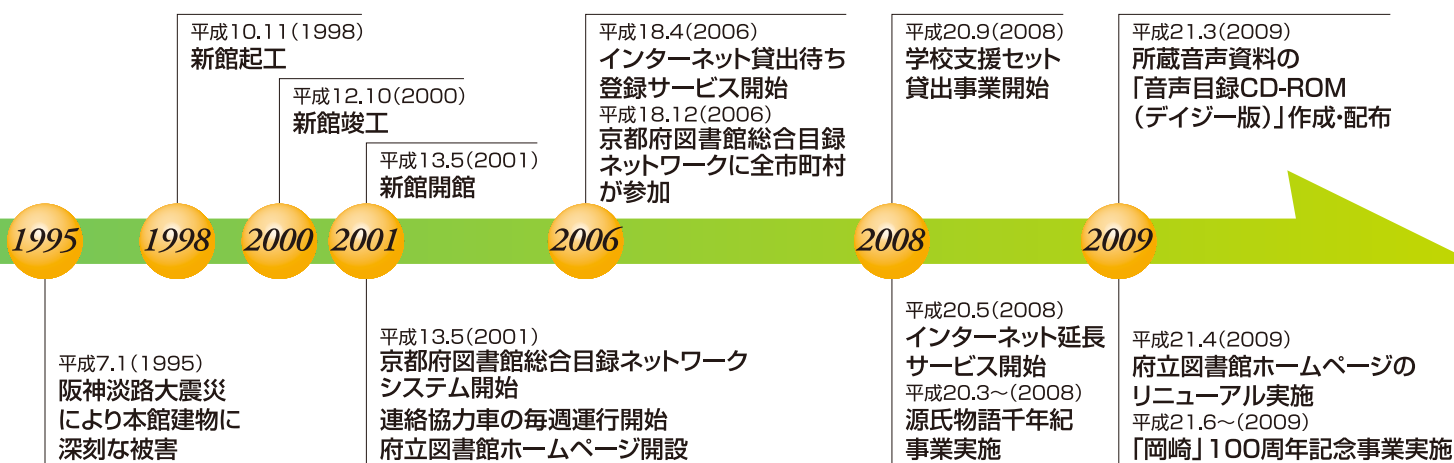 平成10.11(1998)
新館起工
平成12.10(2000)
新館竣工
平成13.5(2001)
新館開館
平成18.4(2006)
インターネット貸出待ち
登録サービス開始
平成18.12(2006)
京都府図書館総合目録
ネットワークに全市町村
が参加
平成20.9(2008)
学校支援セット
貸出事業開始
平成21.3(2009)
所蔵音声資料の
「音声目録CD-ROM
(デイジー版)」作成・配布
1995
1998
2000
2001
2006
2008
2009
平成7.1(1995)
阪神淡路大震災
により本館建物に
深刻な被害
平成13.5(2001)
京都府図書館総合目録ネットワーク
システム開始
連絡協力車の毎週運行開始
府立図書館ホームページ開設
平成20.5(2008)
インターネット延長
サービス開始
平成20.3~(2008)
源氏物語千年紀
事業実施
平成21.4(2009)
府立図書館ホームページの
リニューアル実施
平成21.6~(2009)
「岡崎」100周年記念事業実施